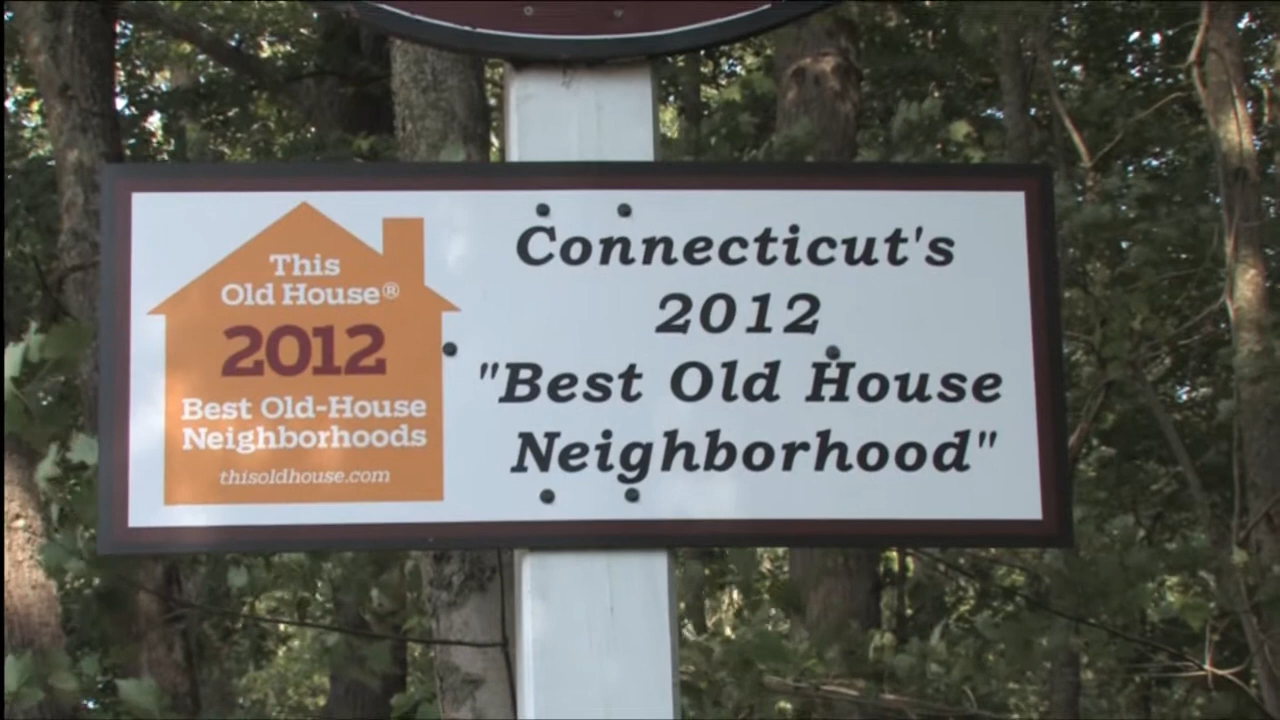 This
Old House®
2012
Best Old-House
Neighborhoods
thisoldhouse.com
Connecticut's
2012
"Best Old House
Neighborhood"